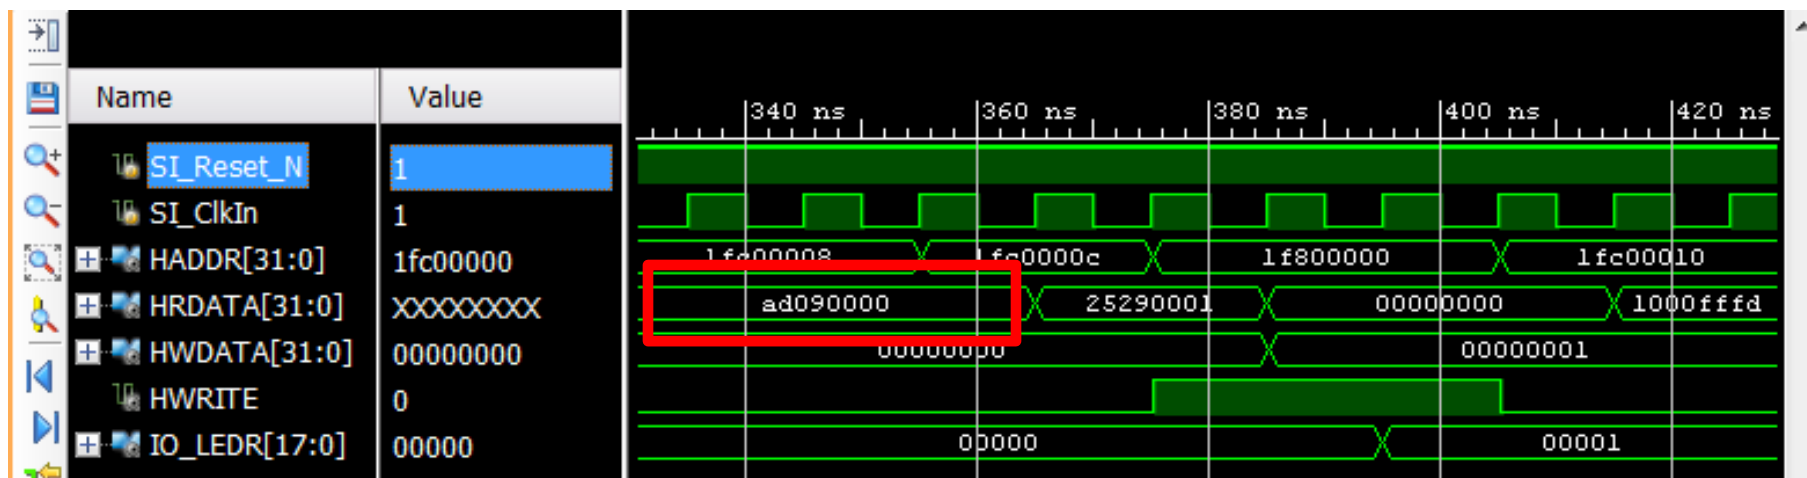 Name Value
340 ns 360 ns 380 ns 400 ns 420 ns
SI_Reset_N 1
SI_ClkIn 1
HADDR[31:0] 1fc00000 1fc00008 1fc0000c 1f800000 1fc00010
HRDATA[31:0] XXXXXXXX ad090000 25290001 00000000 1000fffd
HWDATA[31:0] 00000000 00000000 00000001
HWRITE 0
IO_LEDR[17:0] 00000 00000 00001